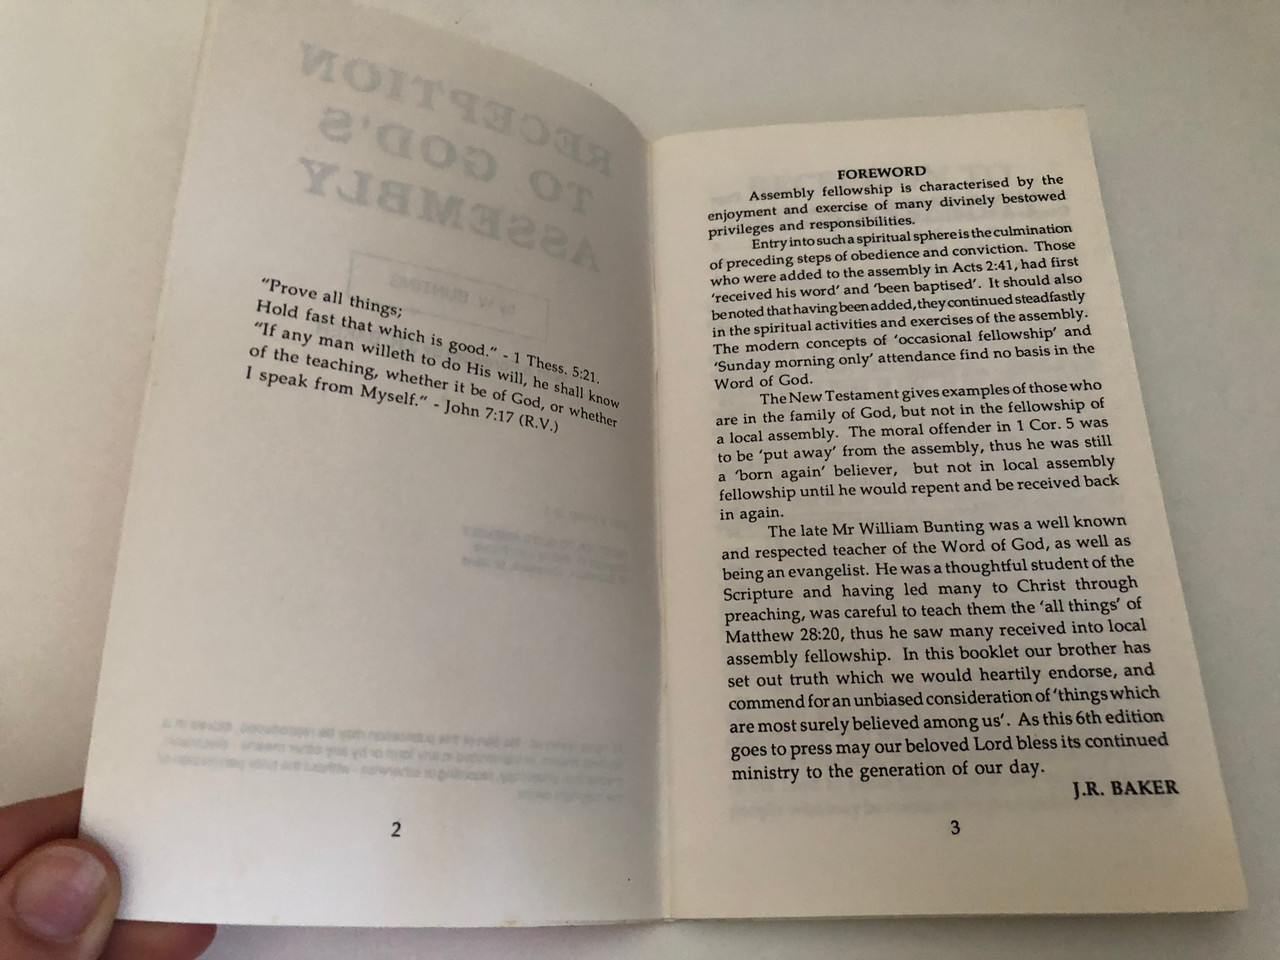 RECEPTION
TO GOD'S
ASSEMBLY
by W. BUNTING
“Prove all things;
Hold fast that which is good.” - 1 Thess. 5:21.
“If any man willeth to do His will, he shall know
of the teaching, whether it be of God, or whether
I speak from Myself.” - John 7:17 (R.V.)
2
FOREWORD
Assembly fellowship is characterised by the
enjoyment and exercise of many divinely bestowed
privileges and responsibilities.
Entry into such a spiritual sphere is the culmination
of preceding steps of obedience and conviction. Those
who were added to the assembly in Acts 2:41, had first
‘received his word’ and ‘been baptised’. It should also
be noted that having been added, they continued steadfastly
in the spiritual activities and exercises of the assembly.
The modern concepts of ‘occasional fellowship’ and
‘Sunday morning only’ attendance find no basis in the
Word of God.
The New Testament gives examples of those who
are in the family of God, but not in the fellowship of
a local assembly. The moral offender in 1 Cor. 5 was
to be ‘put away’ from the assembly, thus he was still
a ‘born again’ believer, but not in local assembly
fellowship until he would repent and be received back
in again.
The late Mr William Bunting was a well known
and respected teacher of the Word of God, as well as
being an evangelist. He was a thoughtful student of the
Scripture and having led many to Christ through
preaching, was careful to teach them the ‘all things’ of
Matthew 28:20, thus he saw many received into local
assembly fellowship. In this booklet our brother has
set out truth which we would heartily endorse, and
commend for an unbiased consideration of ‘things which
are most surely believed among us’. As this 6th edition
goes to press may our beloved Lord bless its continued
ministry to the generation of our day.
J.R. BAKER
3